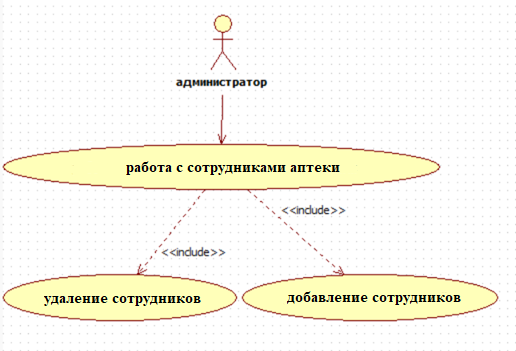 администратор
работа с сотрудниками аптеки
<<include>>
<<include>>
удаление сотрудников
добавление сотрудников